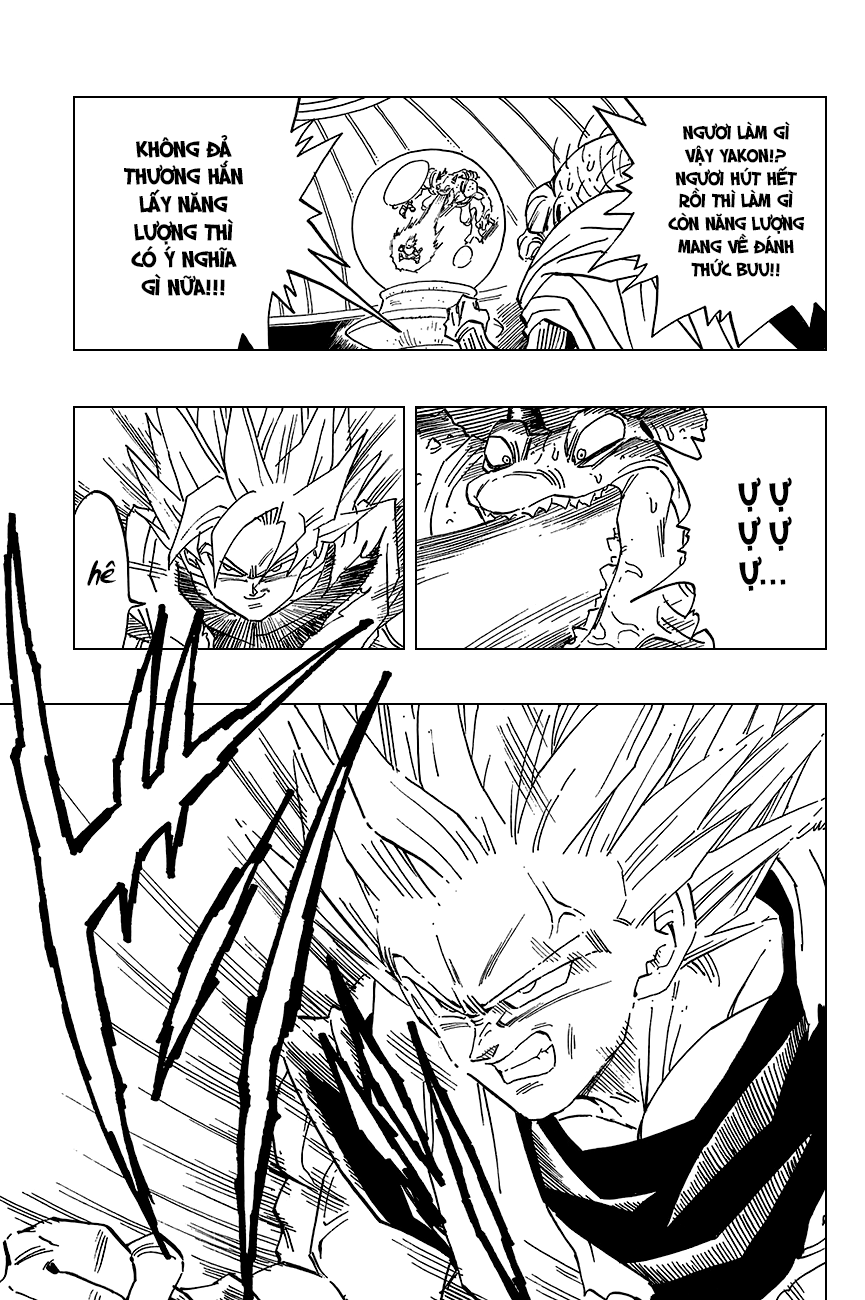 NGƯƠI LÀM GÌ
VẬY YAKON!?
NGƯƠI HÚT HẾT
RỒI THÌ LÀM GÌ
CÒN NĂNG LƯỢNG
MANG VỀ ĐÁNH
THỨC BUU!!
KHÔNG ĐẢ
THƯƠNG HẮN
LẤY NĂNG
LƯỢNG THÌ
CÓ Ý NGHĨA
GÌ NỮA!!!
Ự Ự
Ự Ự
Ự...
hê